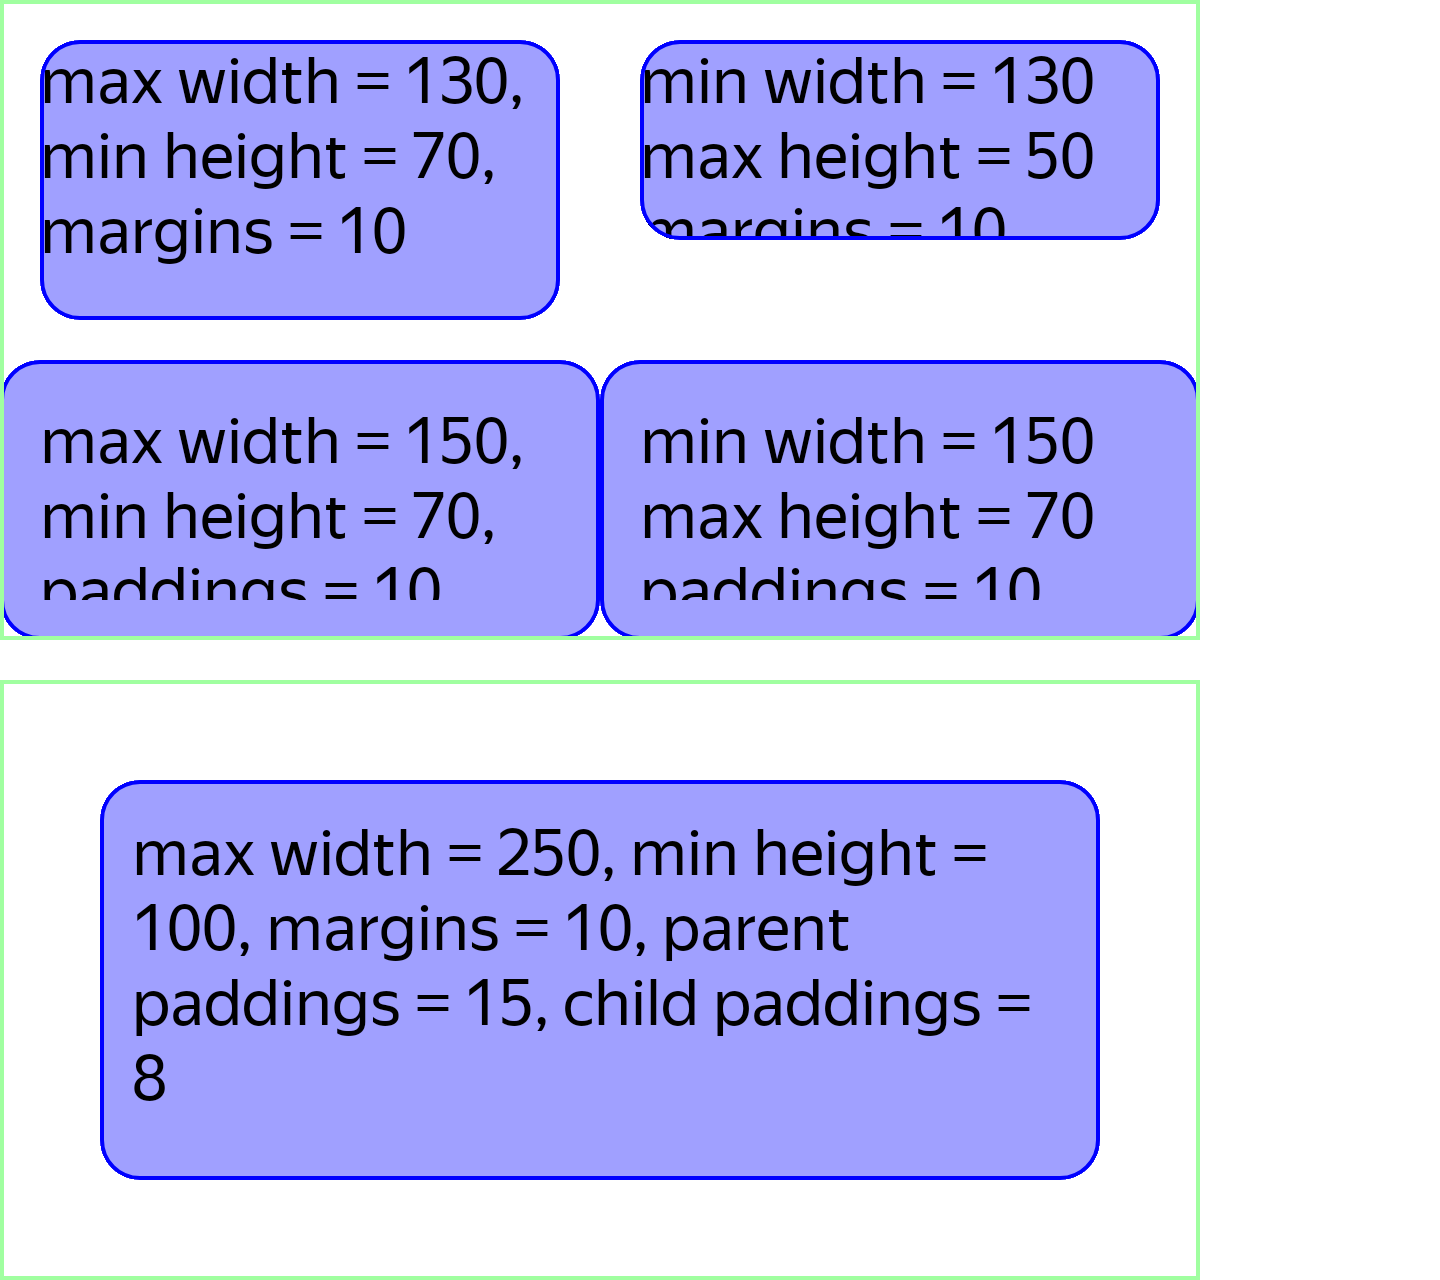 max width = 130,
min height = 70,
margins = 10
min width = 130
max height = 50
margins = 10
max width = 150,
min height = 70,
paddings = 10
min width = 150
max height = 70
paddings = 10
max width = 250, min height =
100, margins = 10, parent
paddings = 15, child paddings =
8